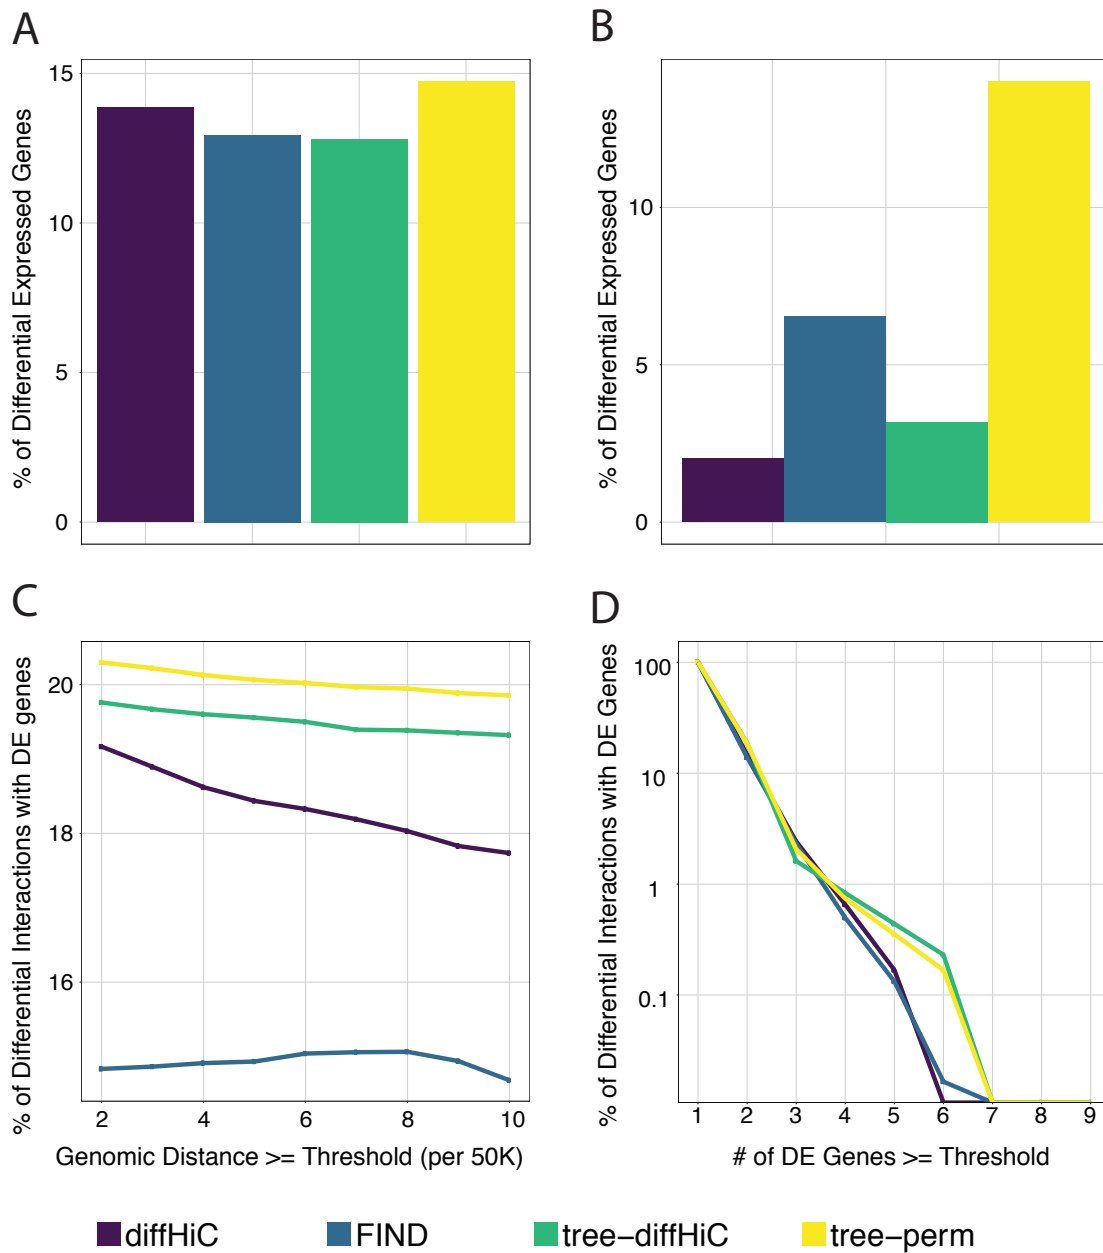 A
% of Differential Expressed Genes
15
10
5
0
B
% of Differential Expressed Genes
10
5
0
C
% of Differential Interactions with DE genes
20
18
16
2 4 6 8 10
Genomic Distance >= Threshold (per 50K)
D
% of Differential Interactions with DE Genes
100
10
1
0.1
1 2 3 4 5 6 7 8 9
# of DE Genes >= Threshold
diffHiC FIND tree-diffHiC tree-perm